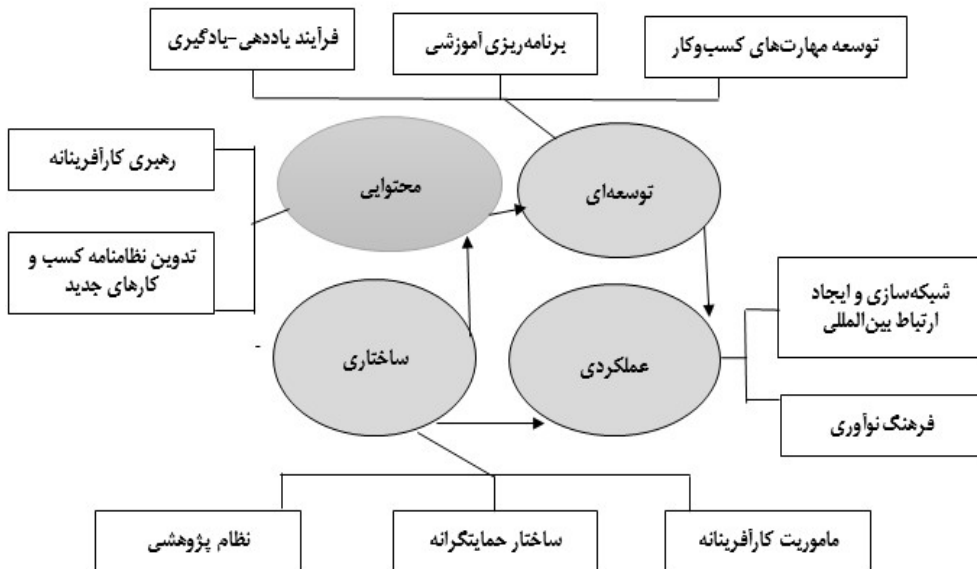 توسعه مهارت‌های کسب‌وکار
برنامه‌ریزی آموزشی
فرآیند یاددهی-یادگیری
توسعه‌ای
محتوایی
رهبری کارآفرینانه
تدوین نظامنامه کسب و
کارهای جدید
شبکه‌سازی و ایجاد
ارتباط بین‌المللی
عملکردی
ساختاری
فرهنگ نوآوری
ماموریت کارآفرینانه
ساختار حمایتگرانه
نظام پژوهشی